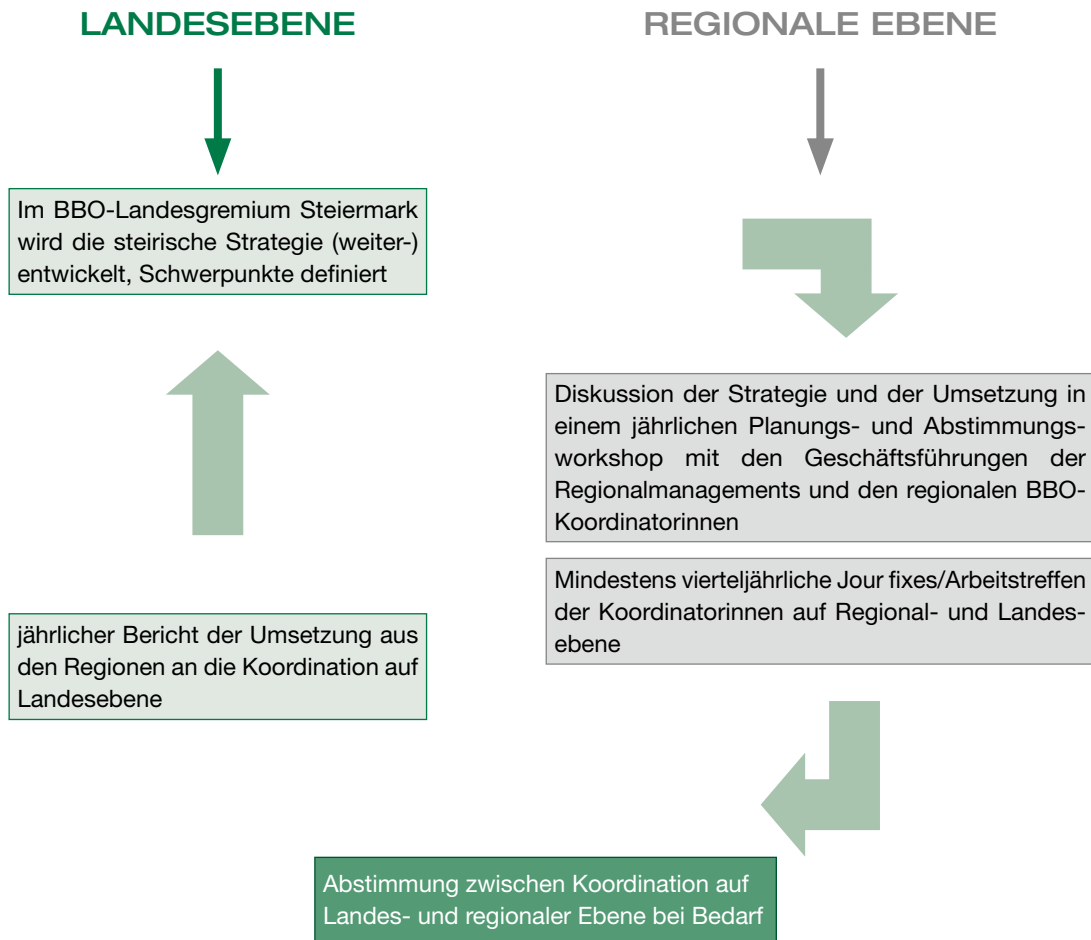 LANDESEBENE
Im BBO-Landesgremium Steiermark
wird die steirische Strategie (weiter-)
entwickelt, Schwerpunkte definiert
jährlicher Bericht der Umsetzung aus
den Regionen an die Koordination auf
Landesebene
REGIONALE EBENE
Diskussion der Strategie und der Umsetzung in
einem jährlichen Planungs- und Abstimmungs-
workshop mit den Geschäftsführungen der
Regionalmanagements und den regionalen BBO-
Koordinatorinnen
Mindestens vierteljährliche Jour fixes/Arbeitstreffen
der Koordinatorinnen auf Regional- und Landes-
ebene
Abstimmung zwischen Koordination auf
Landes- und regionaler Ebene bei Bedarf